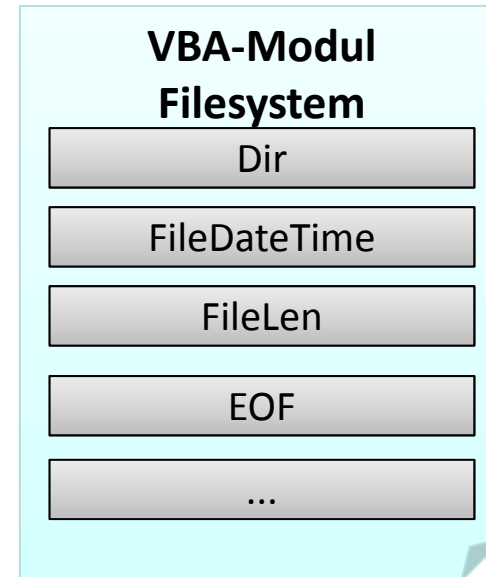 VBA-Modul
Filesystem
Dir
FileDateTime
FileLen
EOF
...